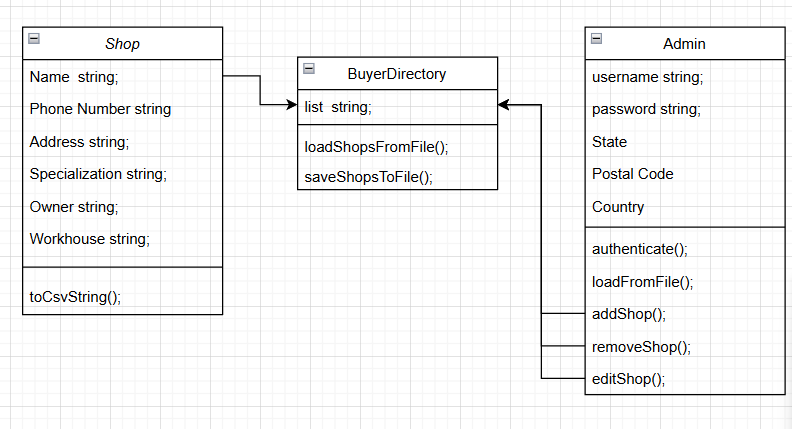 Shop
Name  string;
Phone Number string
Address string;
Specialization string;
Owner string;
Workhouse string;
toCsvString();
BuyerDirectory
list  string;
loadShopsFromFile();
saveShopsToFile();
Admin
username string;
password string;
State
Postal Code
Country
authenticate();
loadFromFile();
addShop();
removeShop();
editShop();